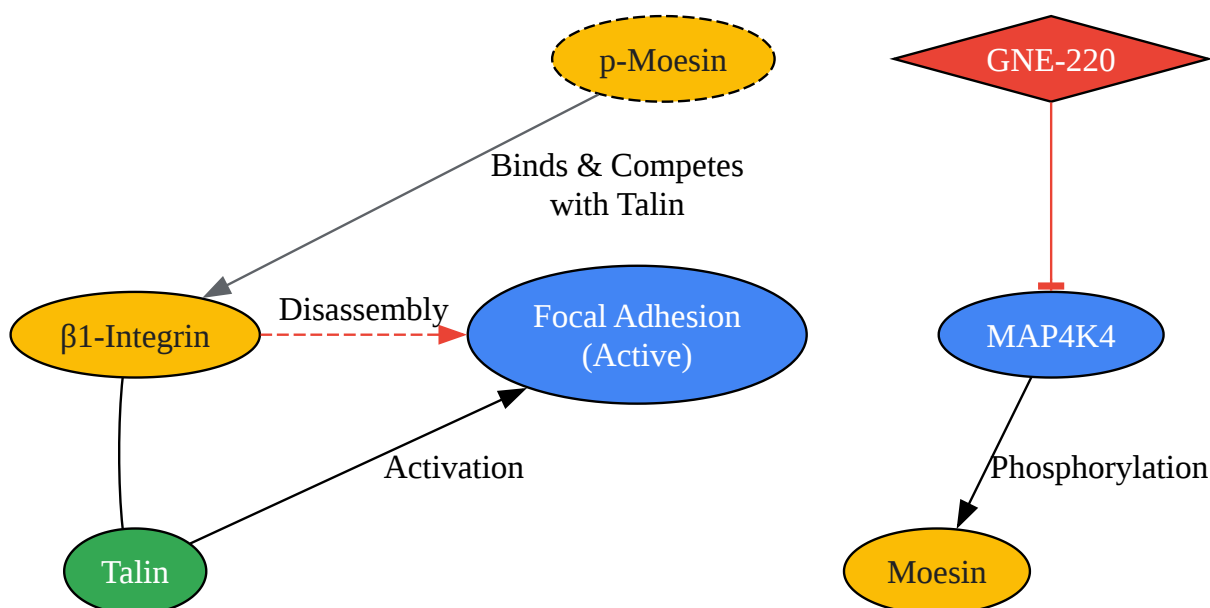 p-Moesin
GNE-220
Binds & Competes
with Talin
Disassembly
β1-Integrin
Focal Adhesion
(Active)
MAP4K4
Activation
Phosphorylation
Talin
Moesin